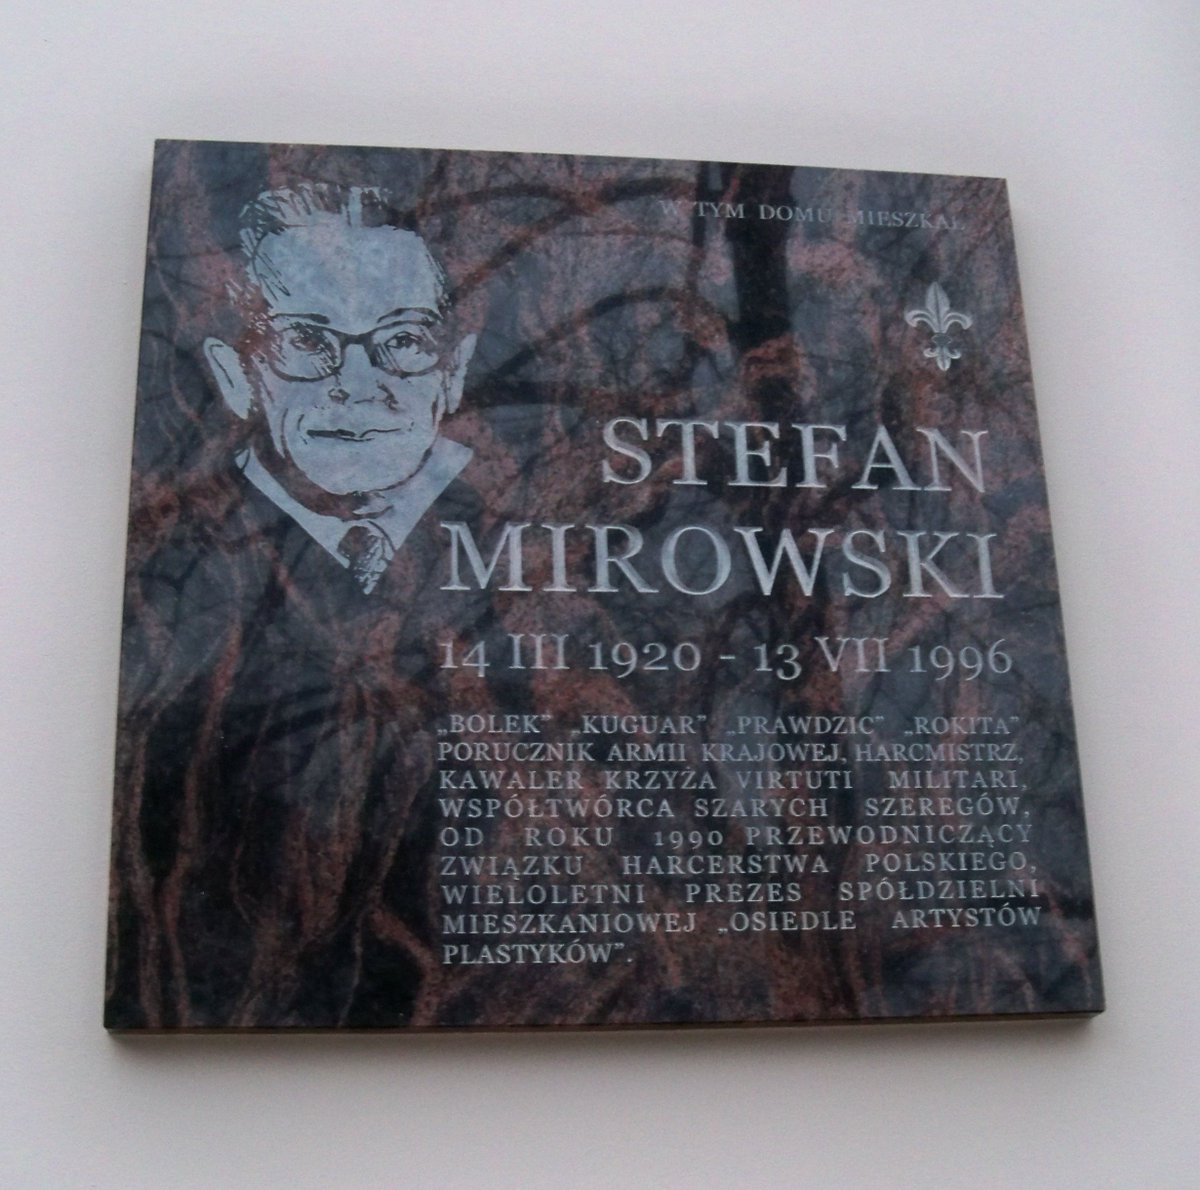 W TYM DOMU MIESZKAŁ
STEFAN
MIROWSKI
14 III 1920 - 13 VII 1996
„BOLEK” „KUGUAR” „PRAWDZIC” „ROKITA”
PORUCZNIK ARMII KRAJOWEJ, HARCMISTRZ,
KAWALER KRZYŻA VIRTUTI MILITARI,
WSPÓŁTWÓRCA SZARYCH SZEREGÓW,
OD ROKU 1990 PRZEWODNICZĄCY
ZWIĄZKU HARCERSTWA POLSKIEGO,
WIELOLETNI PREZES SPÓŁDZIELNI
MIESZKANIOWEJ „OSIEDLE ARTYSTÓW
PLASTYKÓW”.